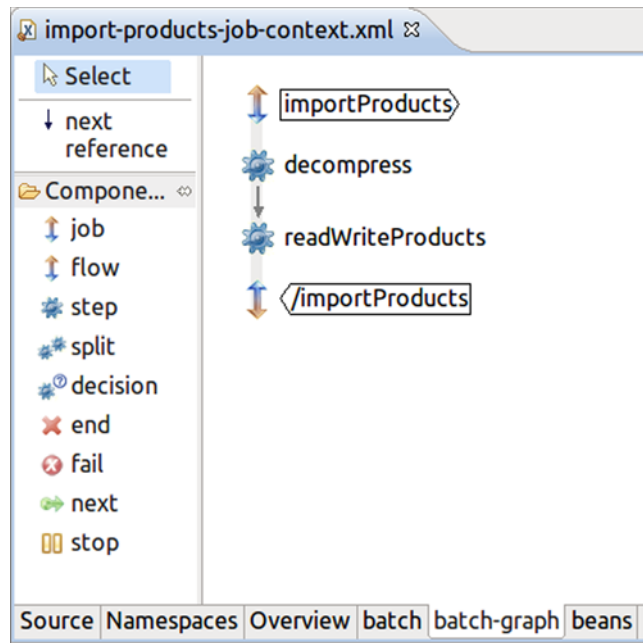 import-products-job-context.xml
Select
next
reference
Compone...
job
flow
step
split
decision
end
fail
next
stop
importProducts
decompress
readWriteProducts
/importProducts
Source Namespaces Overview batch batch-graph beans